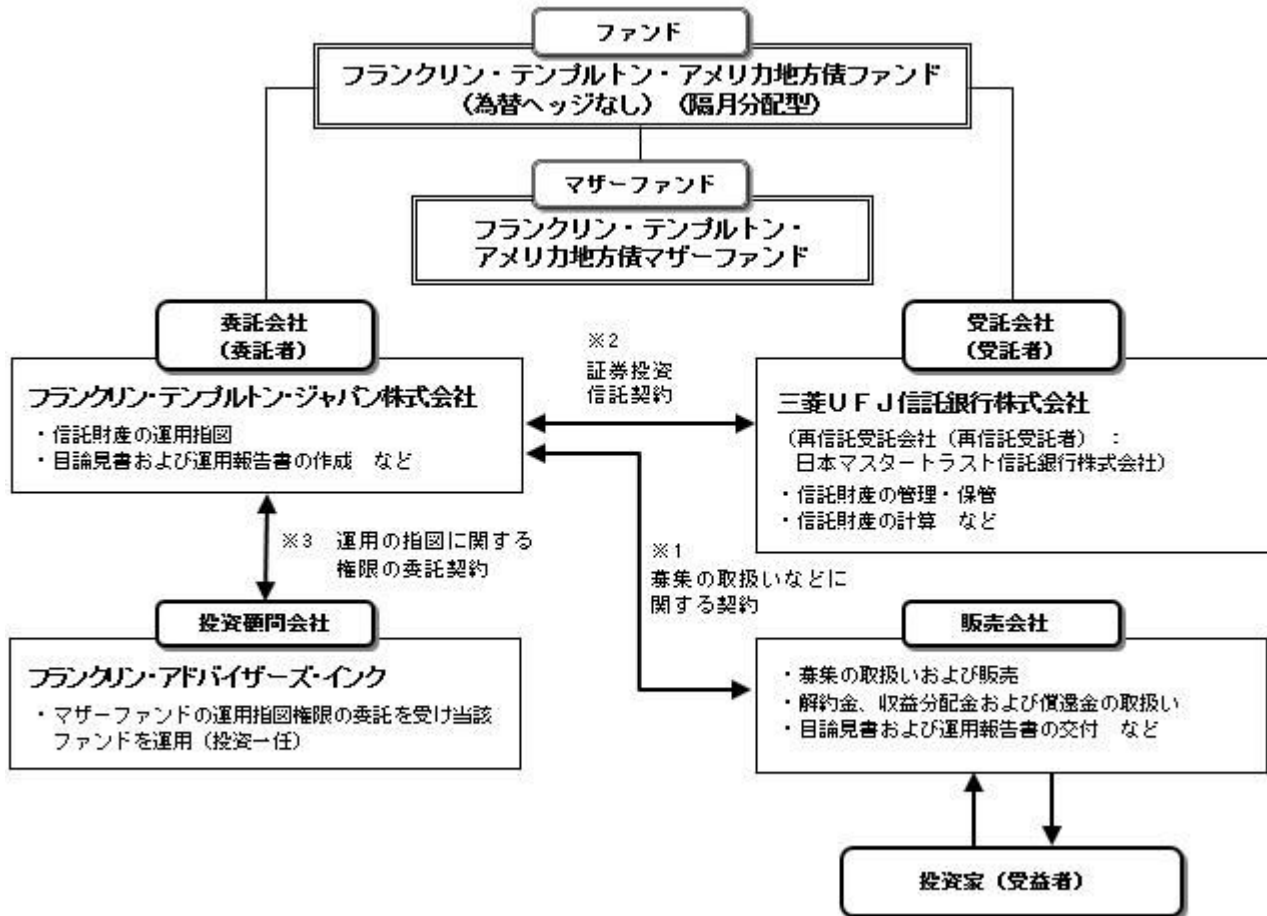 ファンド
フランクリン・テンプルトン・アメリカ地方債ファンド
（為替ヘッジなし）（隔月分配型）
マザーファンド
フランクリン・テンプルトン・
アメリカ地方債マザーファンド
委託会社
（委託者）
フランクリン・テンプルトン・ジャパン株式会社
・信託財産の運用指図
・目論見書および運用報告書の作成　など
※2
証券投資
信託契約
受託会社
（受託者）
三菱ＵＦＪ信託銀行株式会社
（再信託受託会社（再信託受託者）：
日本マスタートラスト信託銀行株式会社）
・信託財産の管理・保管
・信託財産の計算　など
※3　運用の指図に関する
権限の委託契約
※1
募集の取扱いなどに
関する契約
投資顧問会社
フランクリン・アドバイザーズ・インク
・マザーファンドの運用指図権限の委託を受け当該
ファンドを運用（投資一任）
販売会社
・募集の取扱いおよび販売
・解約金、収益分配金および償還金の取扱い
・目論見書および運用報告書の交付　など
投資家（受益者）